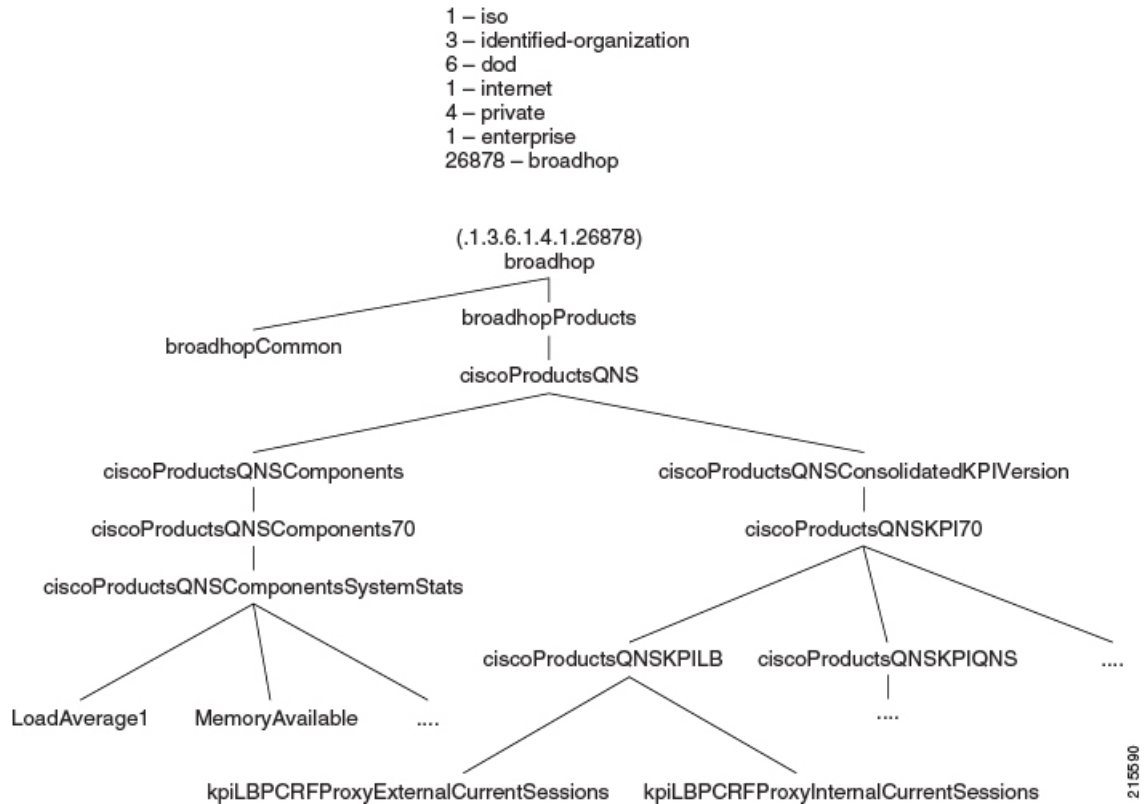 1 – iso
3 – identified-organization
6 – dod
1 – internet
4 – private
1 – enterprise
26878 – broadhop
(.1.3.6.1.4.1.26878)
broadhop
broadhopProducts
broadhopCommon
ciscoProductsQNS
ciscoProductsQNSComponents
ciscoProductsQNSConsolidatedKPIVersion
ciscoProductsQNSComponents70
ciscoProductsQNSKPI70
ciscoProductsQNSComponentsSystemStats
ciscoProductsQNSKPILB
ciscoProductsQNSKPIQNS
....
LoadAverage1
MemoryAvailable
....
....
kpiLBPCRFProxyExternalCurrentSessions
kpiLBPCRFProxyInternalCurrentSessions
215590